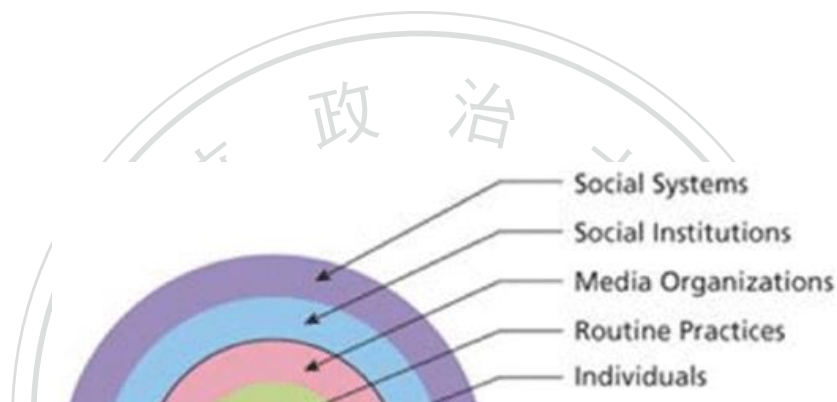 政 治
Social Systems
Social Institutions
Media Organizations
Routine Practices
Individuals